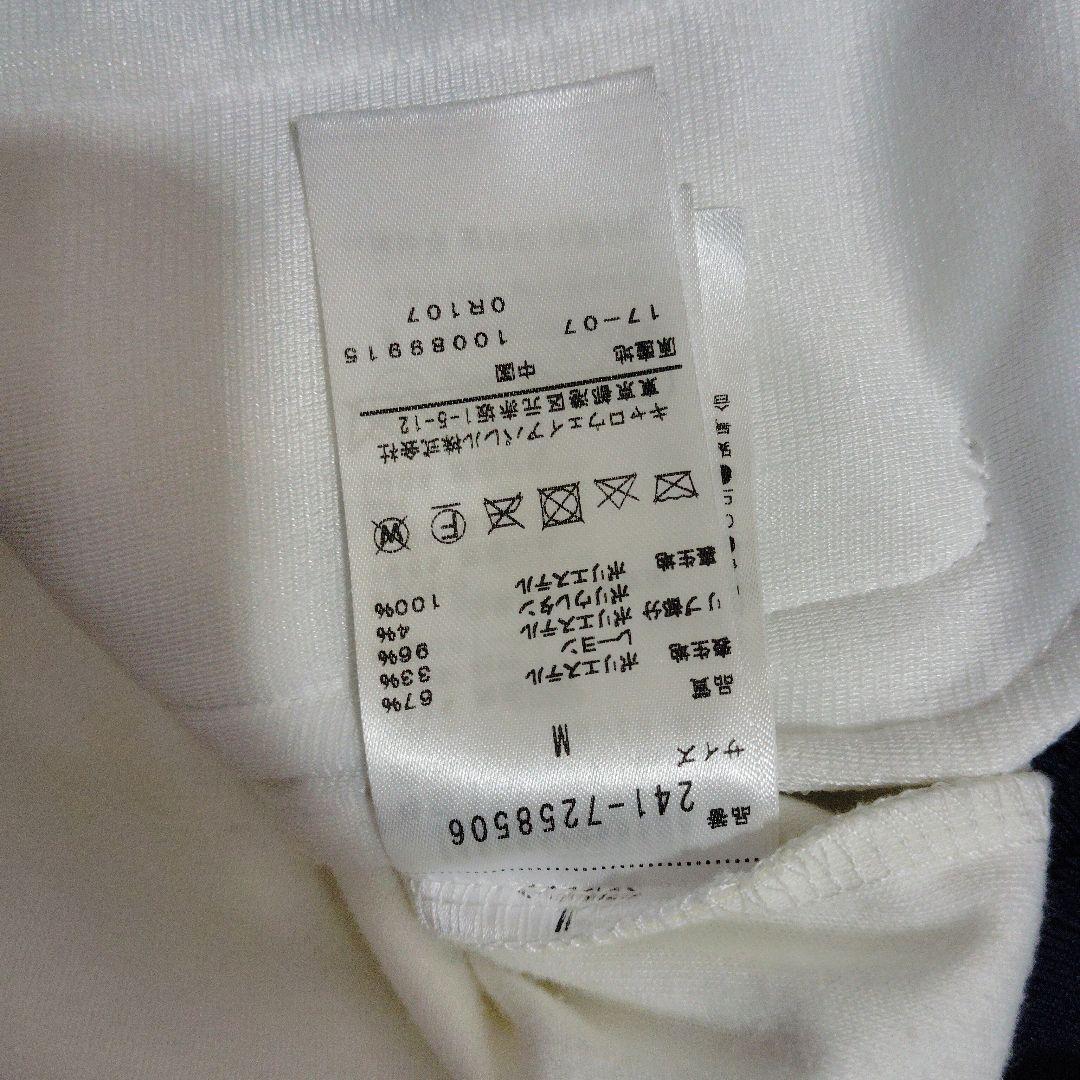 品番 241-7258506
サイズ M
品質
表生地 ポリエステル 67%
レーヨン 33%
リブ部分 ポリエステル 96%
ポリウレタン 4%
裏生地 ポリエステル 100%
キャロウェイアパレル株式会社
東京都港区元赤坂1-5-12
原産地 中国
17-07 10089915
0R107